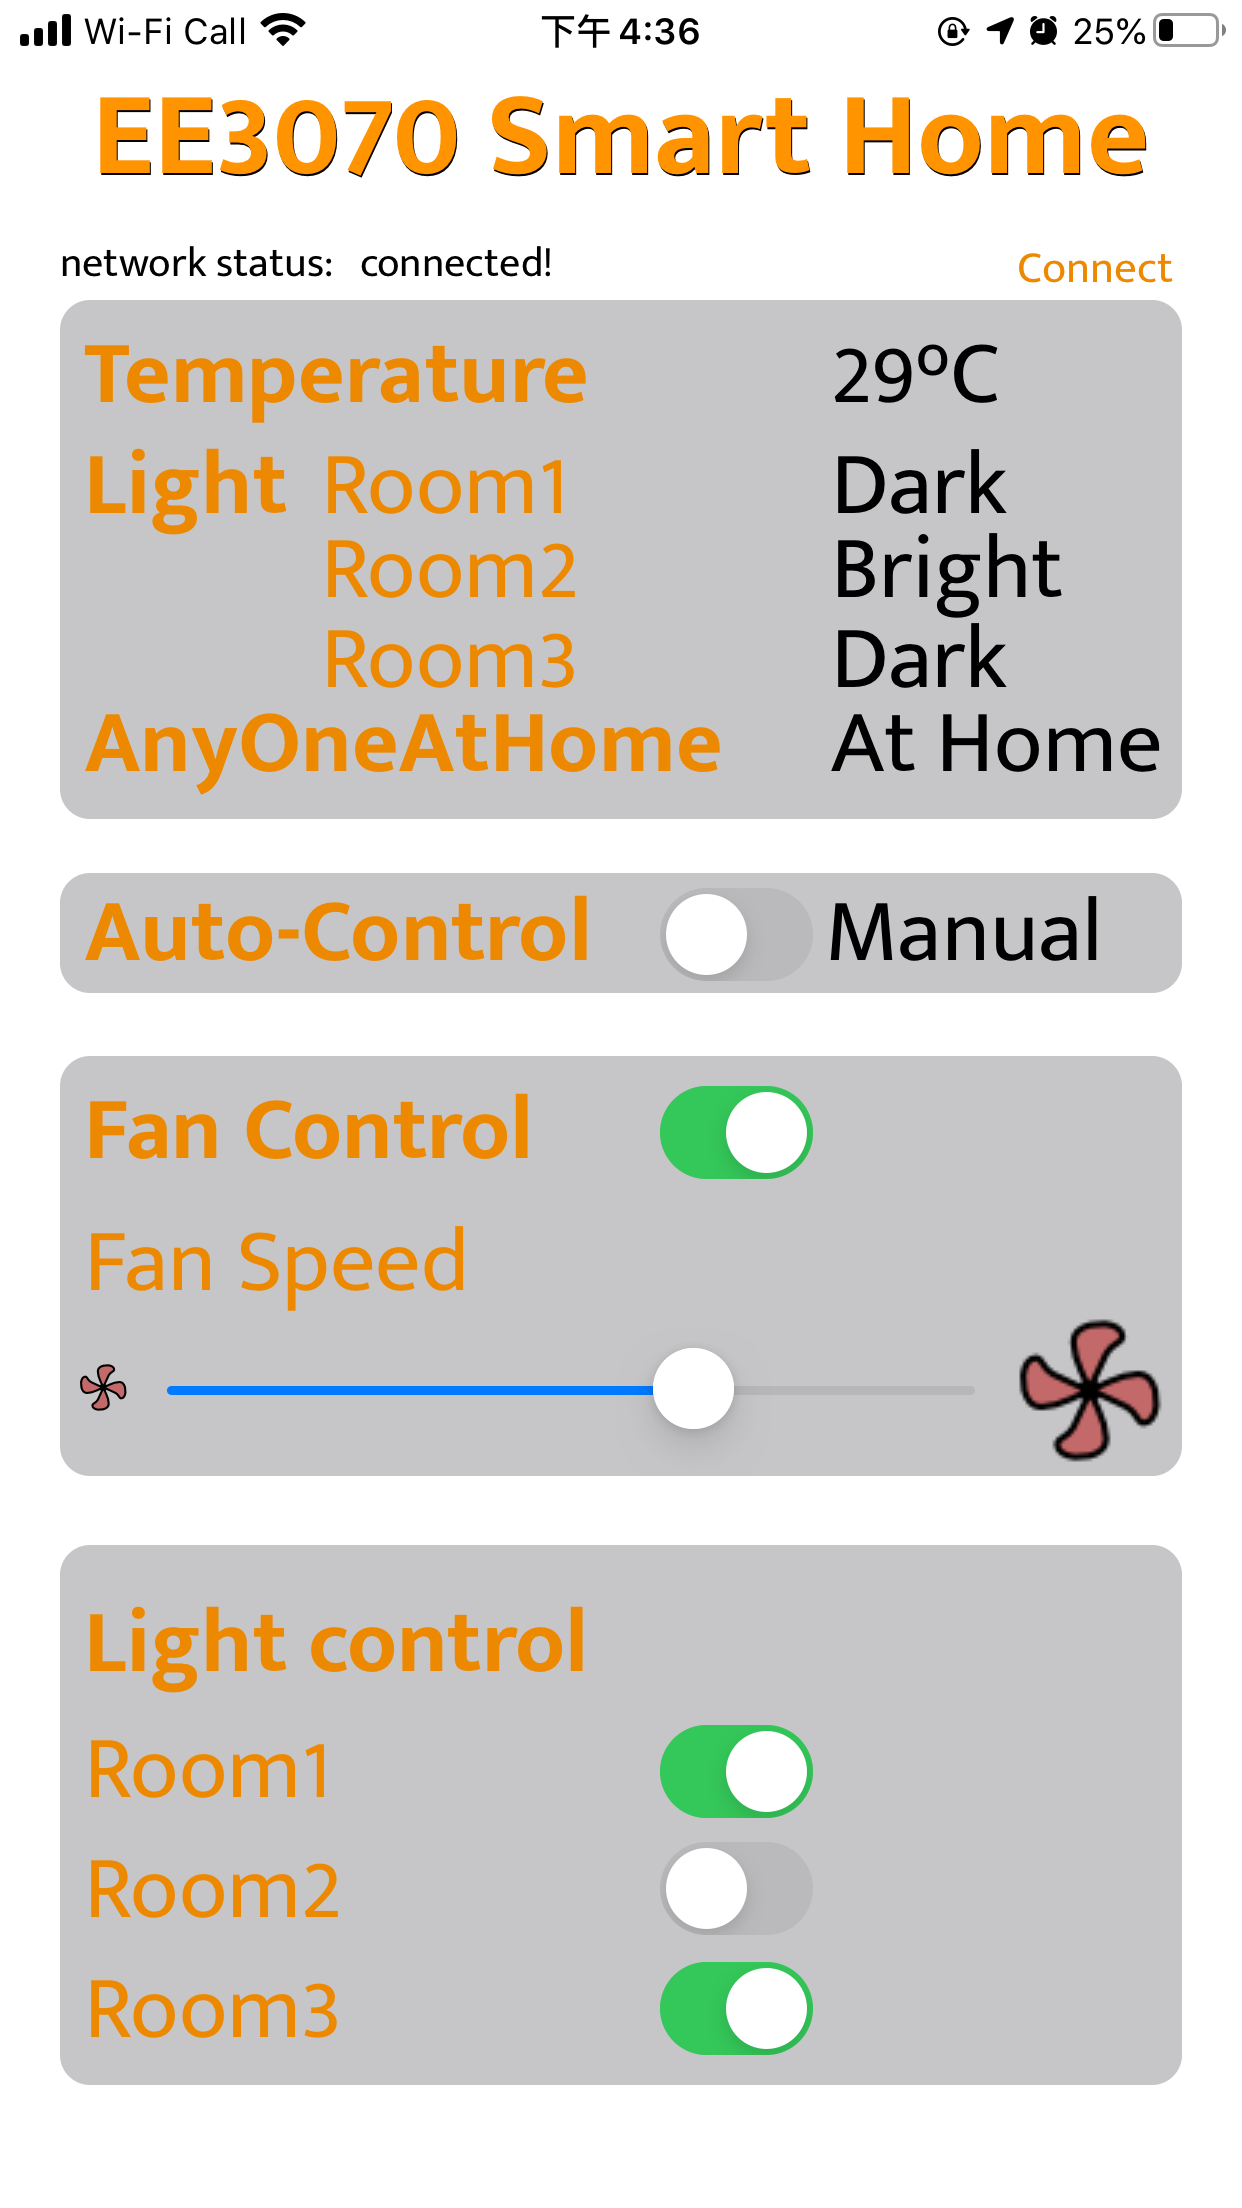 Wi-Fi Call 下午 4:36 25%
EE3070 Smart Home
network status: connected! Connect
Temperature 29°C
Light Room1 Dark
Room2 Bright
Room3 Dark
AnyOneAtHome At Home
Auto-Control Manual
Fan Control
Fan Speed
Light control
Room1
Room2
Room3